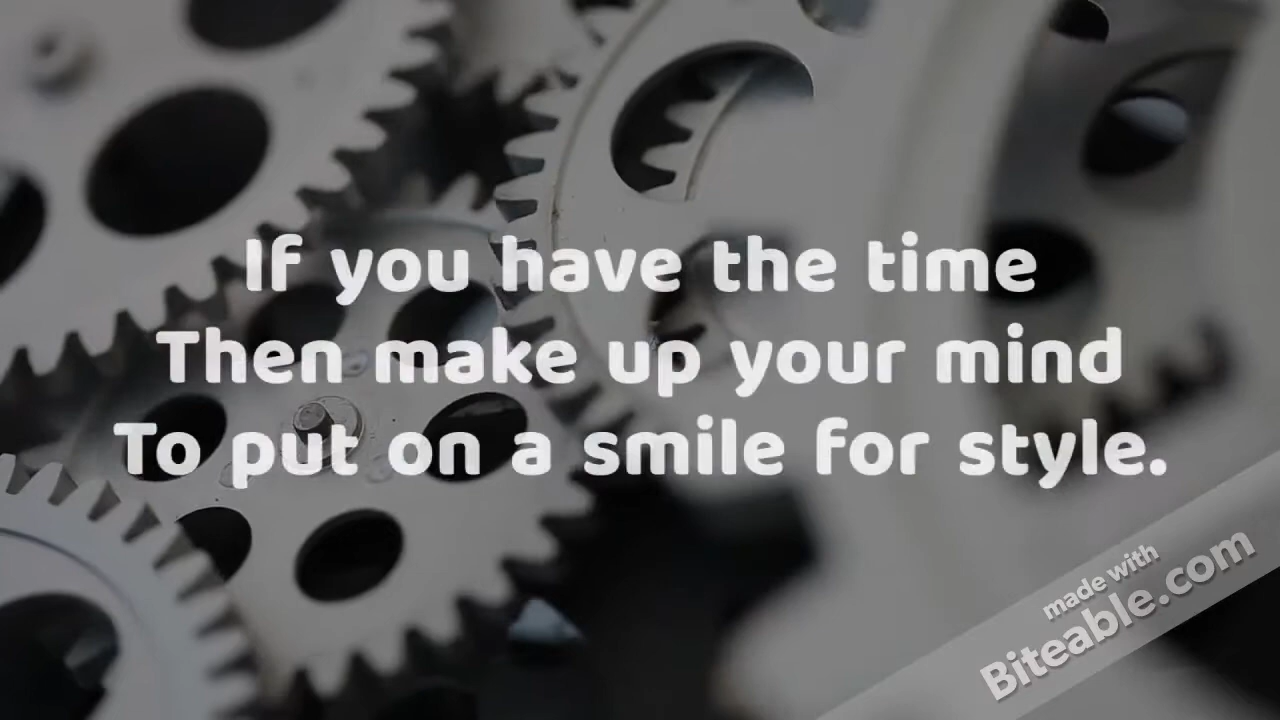 If you have the time
Then make up your mind
To put on a smile for style.
made with
Biteable.com